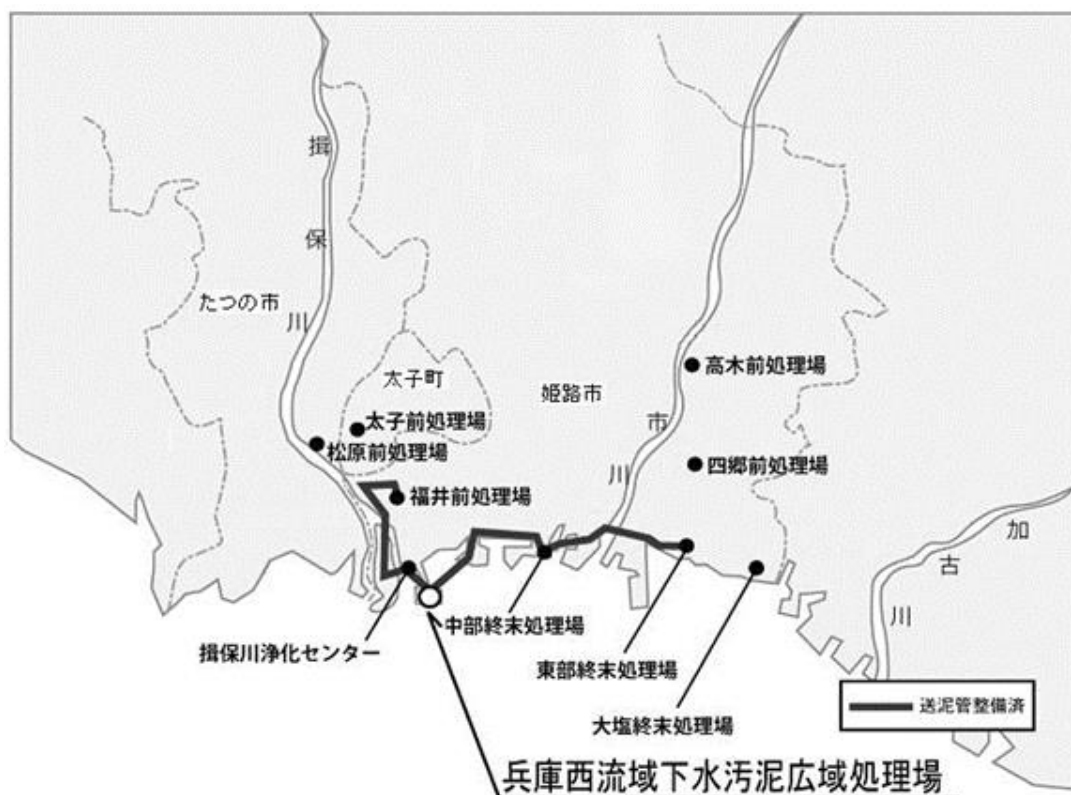 揖保川
たつの市
太子町
姫路市
高木前処理場
太子前処理場
市川
松原前処理場
四郷前処理場
福井前処理場
加古川
中部終末処理場
揖保川浄化センター
東部終末処理場
大塩終末処理場
送泥管整備済
兵庫西流域下水汚泥広域処理場